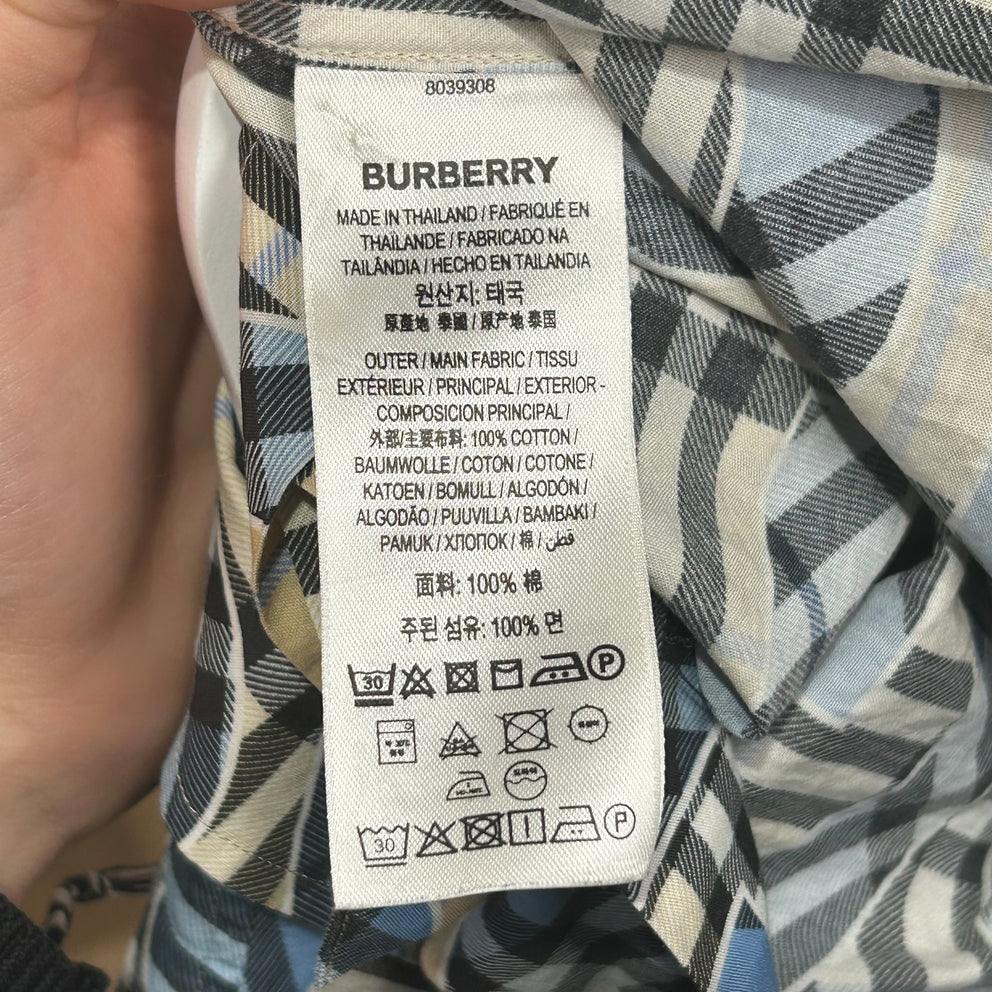 8039308
BURBERRY
MADE IN THAILAND / FABRIQUÉ EN
THAÏLANDE / FABRICADO NA
TAILÂNDIA / HECHO EN TAILANDIA
원산지: 태국
原產地 泰國 / 原产地 泰国
OUTER / MAIN FABRIC / TISSU
EXTÉRIEUR / PRINCIPAL / EXTERIOR -
COMPOSICION PRINCIPAL /
外部/主要布料: 100% COTTON /
BAUMWOLLE / COTON / COTONE /
KATOEN / BOMULL / ALGODÓN /
ALGODÃO / PUUVILLA / BAMBAKI /
PAMUK / ХЛОПОК / 棉 / قطن
面料: 100% 棉
주된 섬유: 100% 면
30 P
30 P